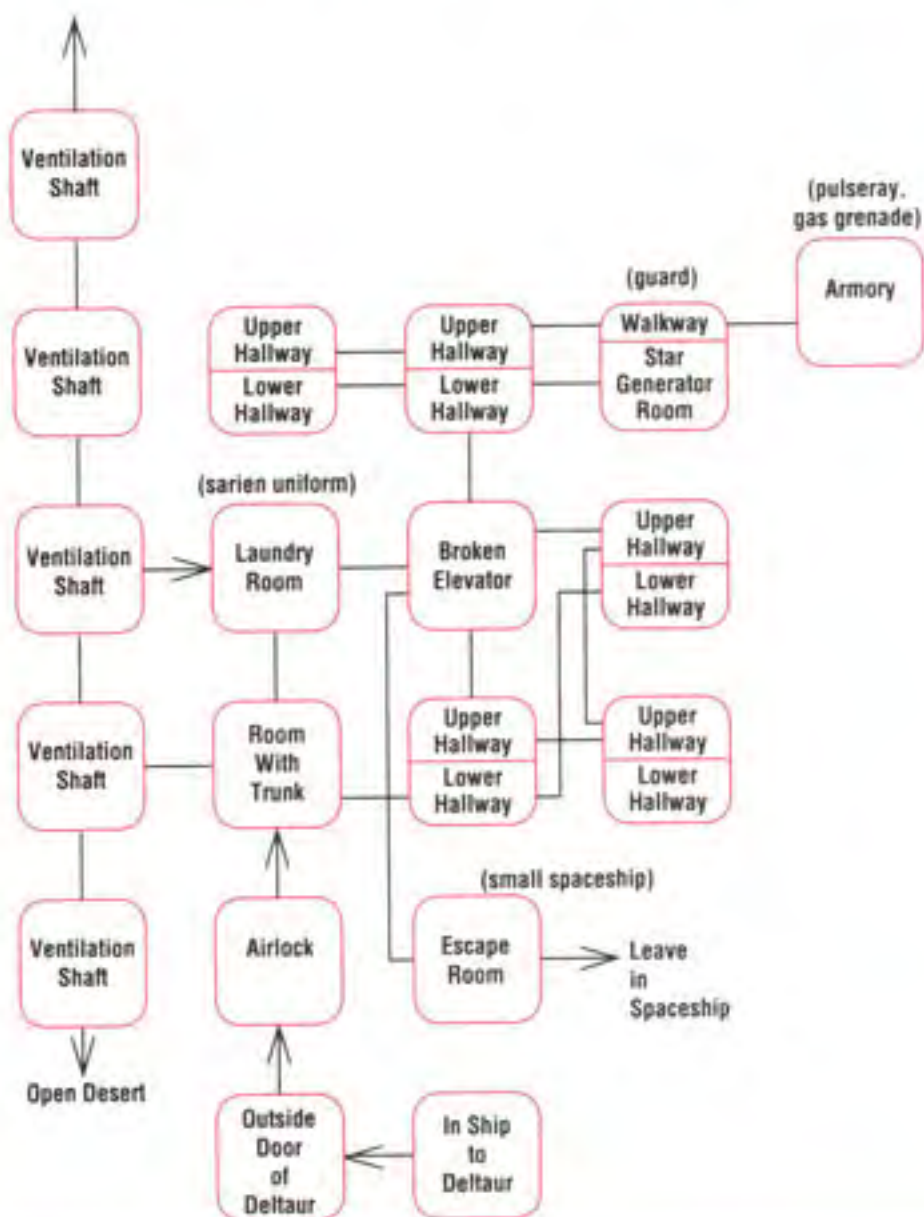 Ventilation
Shaft
(pulseray,
gas grenade)
Armory
(guard)
Upper
Hallway
Lower
Hallway
Upper
Hallway
Lower
Hallway
Walkway
Star
Generator
Room
Ventilation
Shaft
(sarien uniform)
Ventilation
Shaft
Laundry
Room
Broken
Elevator
Upper
Hallway
Lower
Hallway
Ventilation
Shaft
Room
With
Trunk
Upper
Hallway
Lower
Hallway
Upper
Hallway
Lower
Hallway
(small spaceship)
Ventilation
Shaft
Airlock
Escape
Room
Leave
in
Spaceship
Open Desert
Outside
Door
of
Deltaur
In Ship
to
Deltaur